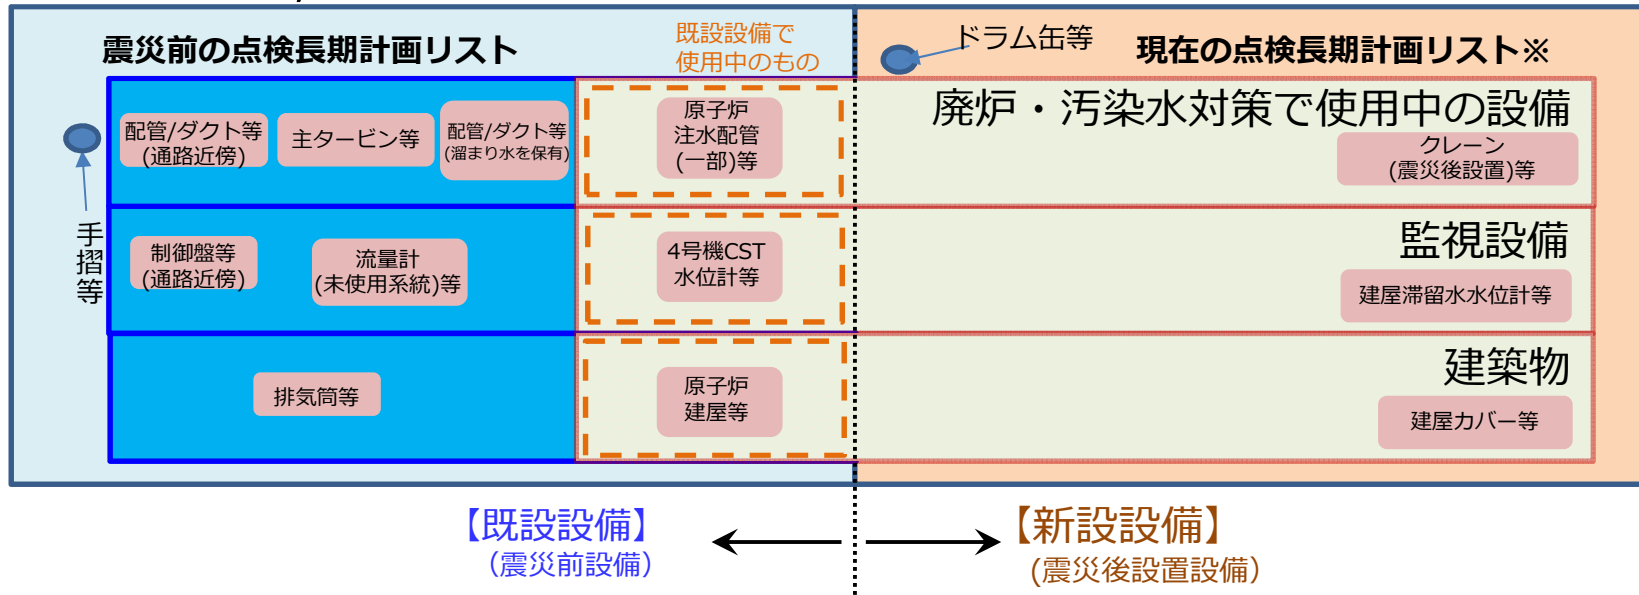 震災前の点検長期計画リスト
既設設備で
使用中のもの
ドラム缶等
現在の点検長期計画リスト※
配管/ダクト等
(通路近傍)
主タービン等
配管/ダクト等
(溜まり水を保有)
原子炉
注水配管
(一部)等
廃炉・汚染水対策で使用中の設備
クレーン
(震災後設置)等
手摺等
制御盤等
(通路近傍)
流量計
(未使用系統)等
4号機CST
水位計等
監視設備
建屋滞留水水位計等
排気筒等
原子炉
建屋等
建築物
建屋カバー等
【既設設備】
（震災前設備）
【新設設備】
(震災後設置設備）